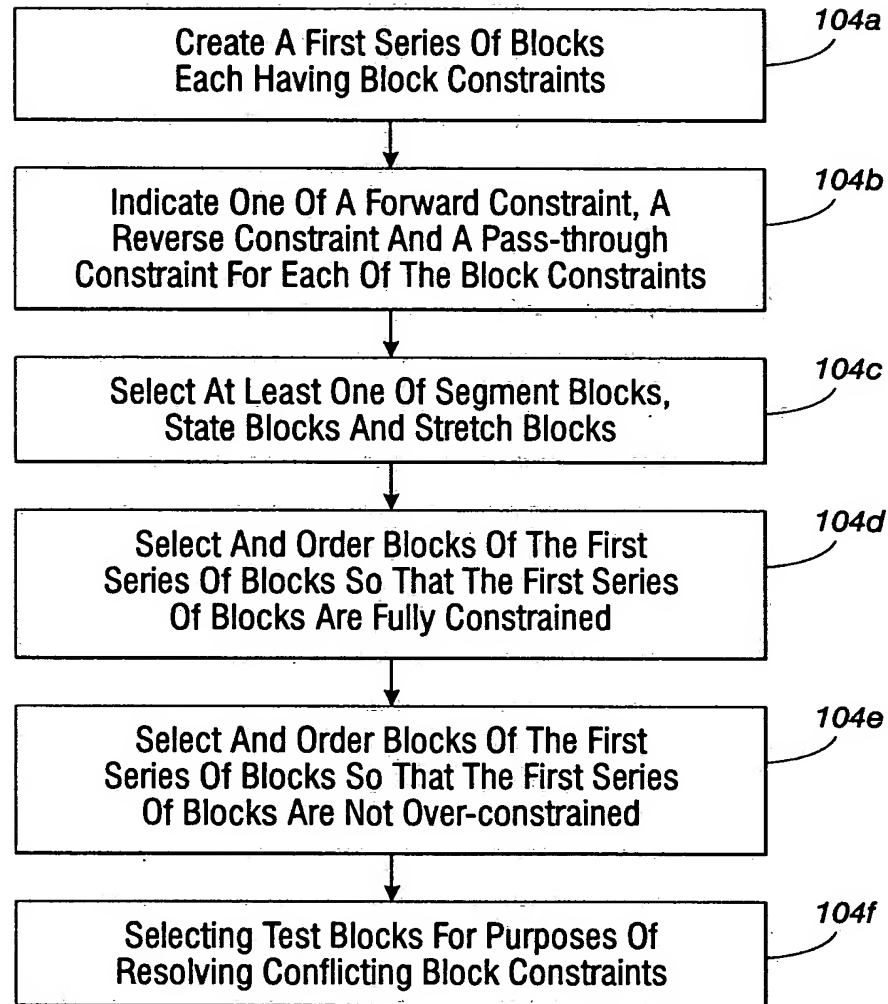 Create A First Series Of Blocks
Each Having Block Constraints
104a
Indicate One Of A Forward Constraint, A
Reverse Constraint And A Pass-through
Constraint For Each Of The Block Constraints
104b
Select At Least One Of Segment Blocks,
State Blocks And Stretch Blocks
104c
Select And Order Blocks Of The First
Series Of Blocks So That The First Series
Of Blocks Are Fully Constrained
104d
Select And Order Blocks Of The First
Series Of Blocks So That The First Series
Of Blocks Are Not Over-constrained
104e
Selecting Test Blocks For Purposes Of
Resolving Conflicting Block Constraints
104f